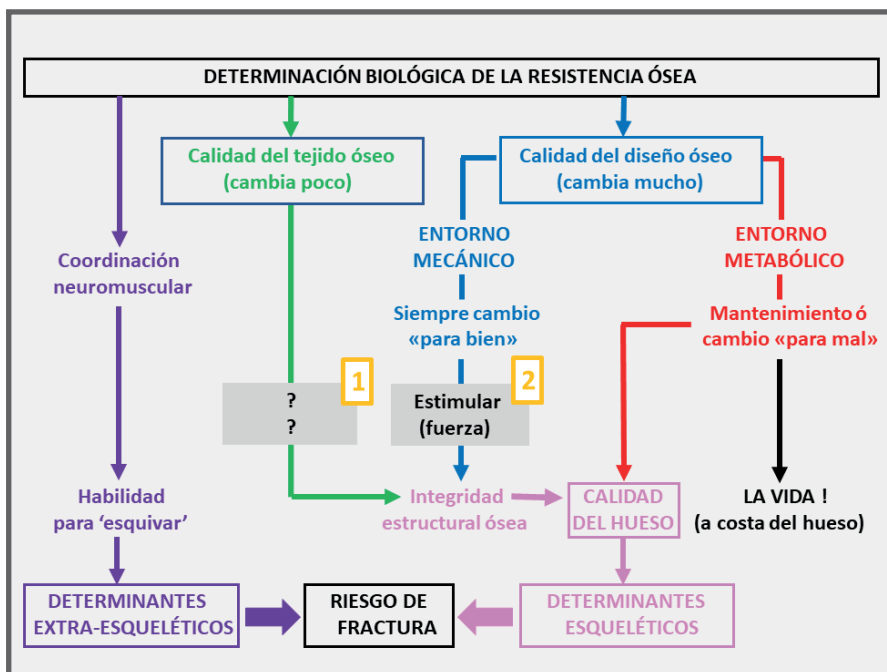 DETERMINACIÓN BIOLÓGICA DE LA RESISTENCIA ÓSEA
Calidad del tejido óseo
(cambia poco)
Calidad del diseño óseo
(cambia mucho)
Coordinación
neuromuscular
ENTORNO
MECÁNICO
ENTORNO
METABÓLICO
Siempre cambio
«para bien»
Mantenimiento ó
cambio «para mal»
1
?
?
2
Estimular
(fuerza)
Habilidad
para ‘esquivar’
Integridad
estructural ósea
CALIDAD
DEL HUESO
LA VIDA !
(a costa del hueso)
DETERMINANTES
EXTRA-ESQUELÉTICOS
RIESGO DE
FRACTURA
DETERMINANTES
ESQUELÉTICOS